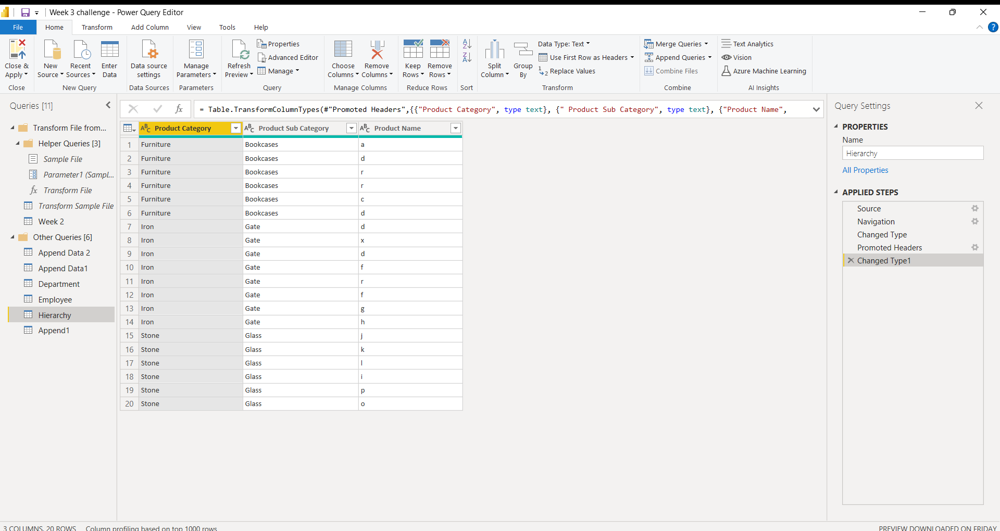 Week 3 challenge - Power Query Editor
File Home Transform Add Column View Tools Help
Close & Apply
New Source
Recent Sources
Enter Data
Data source settings
Manage Parameters
Refresh Preview
Properties
Advanced Editor
Manage
Choose Columns
Remove Columns
Keep Rows
Remove Rows
A
Z
Z
A
Split Column
Group By
Data Type: Text
Use First Row as Headers
1 2 Replace Values
Merge Queries
Append Queries
Combine Files
Text Analytics
Vision
Azure Machine Learning
Close New Query Data Sources Parameters Query Manage Columns Reduce Rows Sort Transform Combine AI Insights
Queries [11]
Transform File from...
Helper Queries [3]
Sample File
Parameter1 (Sampl...
fx Transform File
Transform Sample File
Week 2
Other Queries [6]
Append Data 2
Append Data1
Department
Employee
Hierarchy
Append1
fx = Table.TransformColumnTypes(#"Promoted Headers",{{"Product Category", type text}, {" Product Sub Category", type text}, {"Product Name",
ABC Product Category ABC Product Sub Category ABC Product Name
1 Furniture Bookcases a
2 Furniture Bookcases d
3 Furniture Bookcases r
4 Furniture Bookcases r
5 Furniture Bookcases c
6 Furniture Bookcases d
7 Iron Gate d
8 Iron Gate x
9 Iron Gate d
10 Iron Gate f
11 Iron Gate r
12 Iron Gate f
13 Iron Gate g
14 Iron Gate h
15 Stone Glass j
16 Stone Glass k
17 Stone Glass l
18 Stone Glass i
19 Stone Glass p
20 Stone Glass o
Query Settings
PROPERTIES
Name
Hierarchy
All Properties
APPLIED STEPS
Source
Navigation
Changed Type
Promoted Headers
Changed Type1
3 COLUMNS, 20 ROWS Column profiling based on top 1000 rows
PREVIEW DOWNLOADED ON FRIDAY